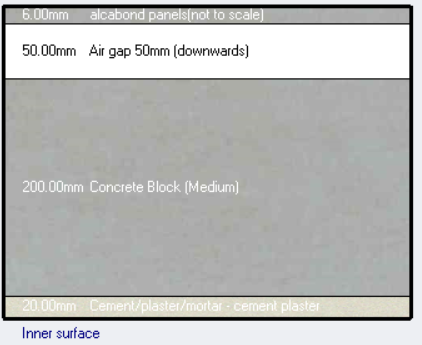 6.00mm alcabond panels(not to scale)
50.00mm Air gap 50mm (downwards)
200.00mm Concrete Block (Medium)
20.00mm Cement/plaster/mortar - cement plaster
Inner surface